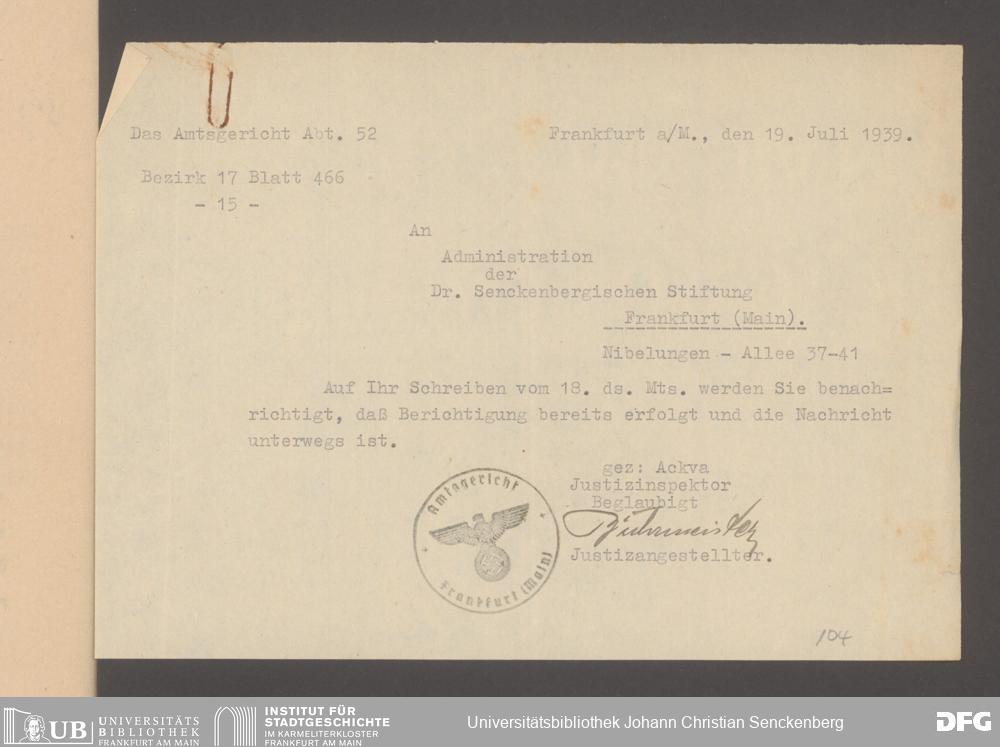 Das Amtsgericht Abt. 52
Frankfurt a/M., den 19. Juli 1939.
Bezirk 17 Blatt 466
- 15 -
An
Administration
der
Dr. Senckenbergischen Stiftung
Frankfurt (Main).
Nibelungen - Allee 37-41
Auf Ihr Schreiben vom 18. ds. Mts. werden Sie benach=
richtigt, daß Berichtigung bereits erfolgt und die Nachricht
unterwegs ist.
gez: Ackva
Justizinspektor
Beglaubigt
Justizangestellter.
Amtsgericht
Frankfurt (Main)
104
UB
UNIVERSITÄTS
BIBLIOTHEK
FRANKFURT AM MAIN
INSTITUT FÜR
STADTGESCHICHTE
IM KARMELITERKLOSTER
FRANKFURT AM MAIN
Universitätsbibliothek Johann Christian Senckenberg
DFG